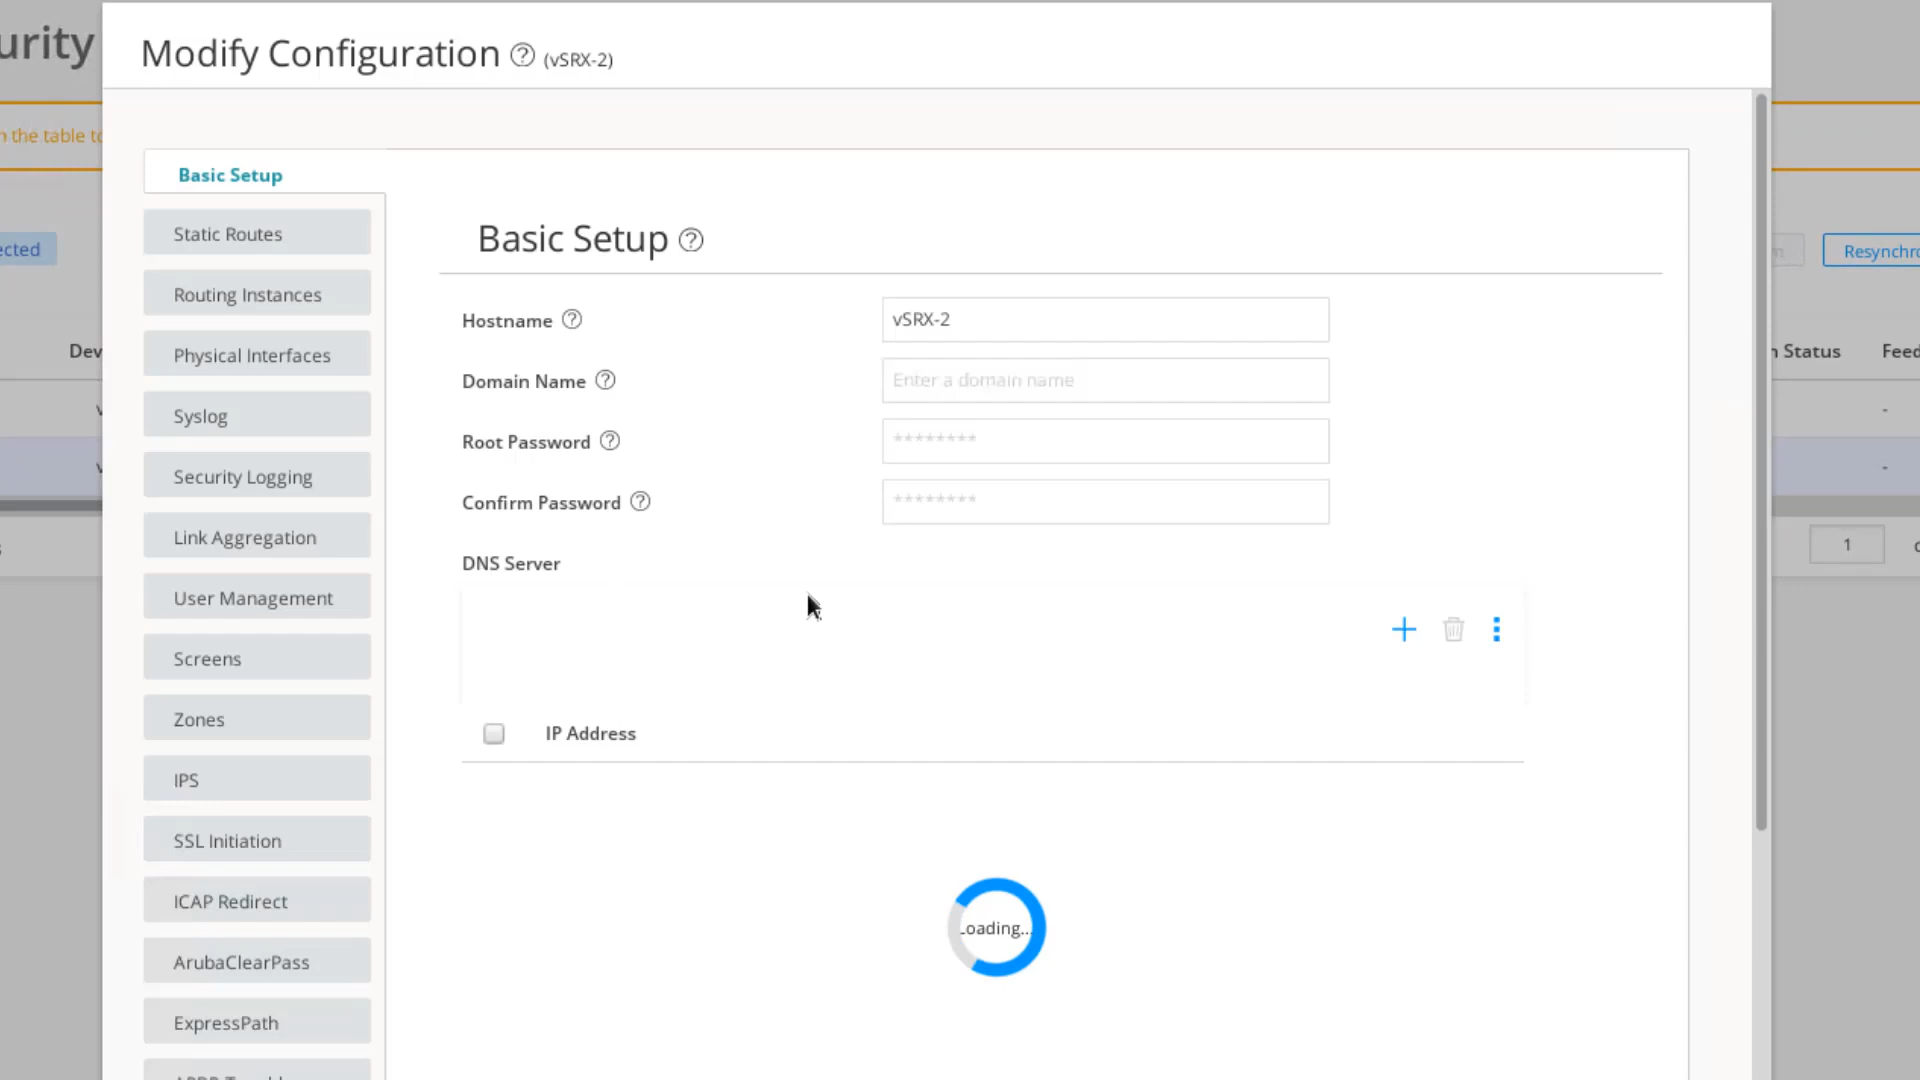 urity
Modify Configuration ? (vSRX-2)
n the table to
Basic Setup
Static Routes
Routing Instances
Physical Interfaces
Syslog
Security Logging
Link Aggregation
User Management
Screens
Zones
IPS
SSL Initiation
ICAP Redirect
ArubaClearPass
ExpressPath
Basic Setup ?
Hostname ? vSRX-2
Domain Name ? Enter a domain name
Root Password ? ********
Confirm Password ? ********
DNS Server
IP Address
Loading...
ected
Resynchro
Dev
n Status
Feed
-
-
1